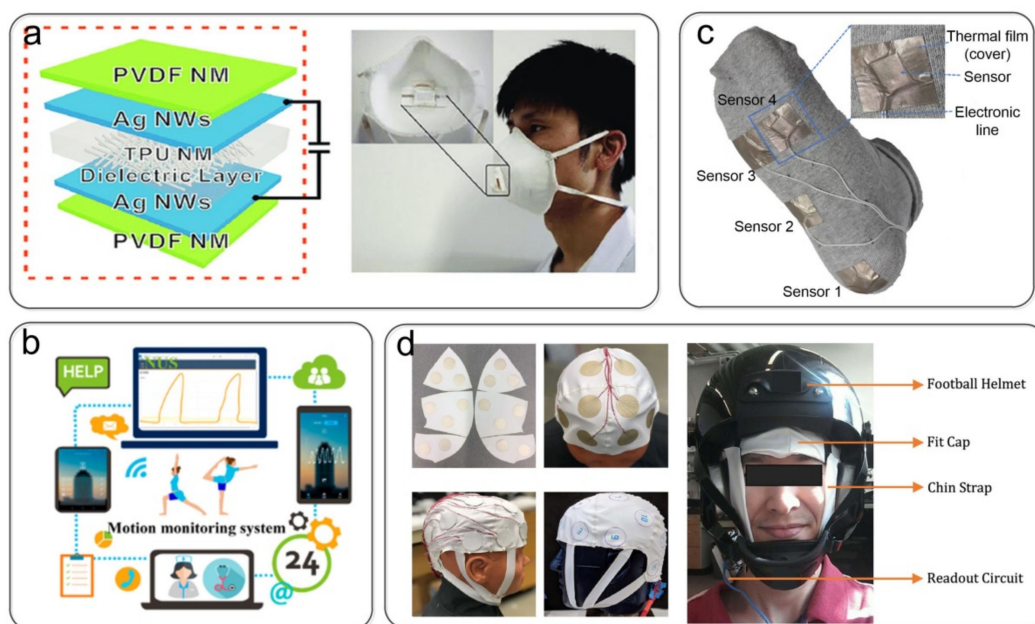 a
PVDF NM
Ag NWs
TPU NM
Dielectric Layer
Ag NWs
PVDF NM
c
Thermal film
(cover)
Sensor
Electronic
line
Sensor 4
Sensor 3
Sensor 2
Sensor 1
b
HELP
NUS
Motion monitoring system
24
@
d
Football Helmet
Fit Cap
Chin Strap
Readout Circuit